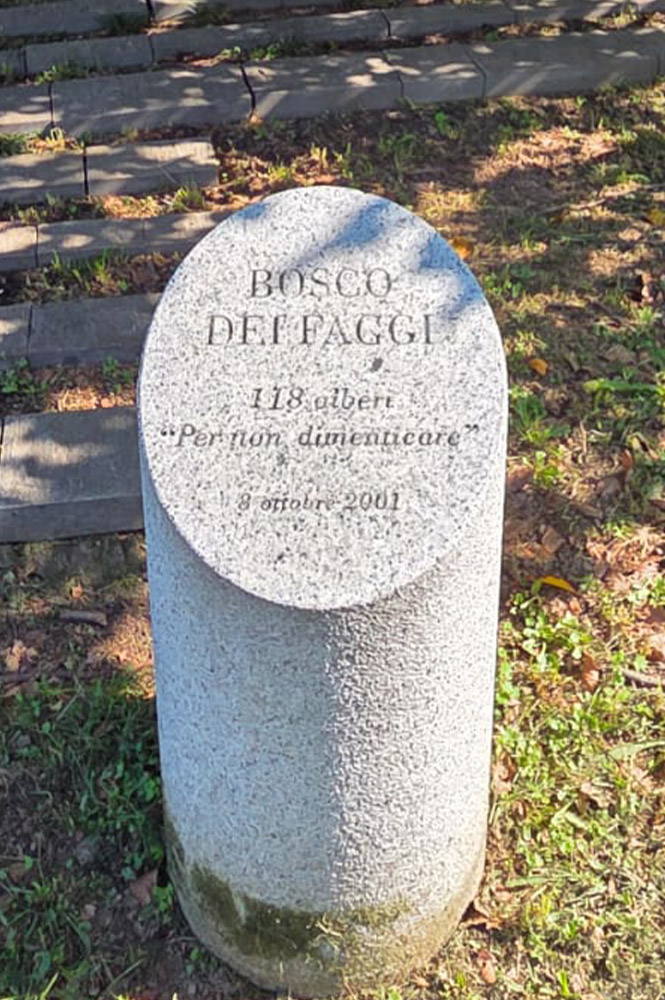 BOSCO
DEI FAGGI
118 alberi
"Per non dimenticare"
8 ottobre 2001